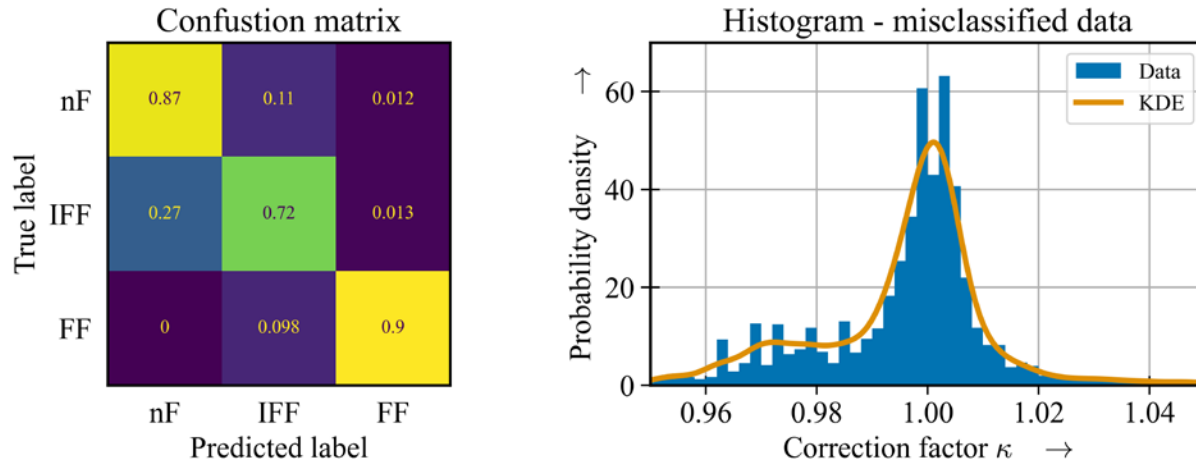 Confustion matrix
True label
nF
0.87 0.11 0.012
IFF
0.27 0.72 0.013
FF
0 0.098 0.9
nF IFF FF
Predicted label
Histogram - misclassified data
Probability density →
60
40
20
0
Data
KDE
0.96 0.98 1.00 1.02 1.04
Correction factor κ →